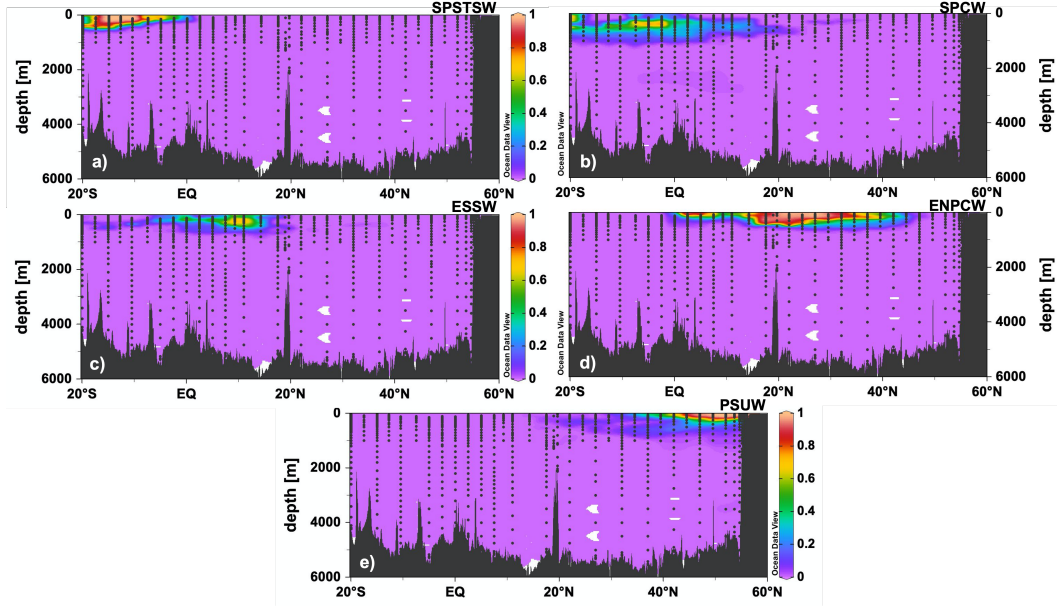 SPSTSW
0
2000
4000
6000
depth [m]
a)
20°S
EQ
20°N
40°N
60°N
Ocean Data View
1
0.8
0.6
0.4
0.2
0
SPCW
0
2000
4000
6000
depth [m]
b)
Ocean Data View
20°S
EQ
20°N
40°N
60°N
ESSW
0
2000
4000
6000
depth [m]
c)
20°S
EQ
20°N
40°N
60°N
Ocean Data View
1
0.8
0.6
0.4
0.2
0
ENPCW
0
2000
4000
6000
depth [m]
d)
Ocean Data View
20°S
0°N
20°N
40°N
60°N
PSUW
0
2000
4000
6000
depth [m]
e)
20°S
EQ
20°N
40°N
60°N
Ocean Data View
1
0.8
0.6
0.4
0.2
0